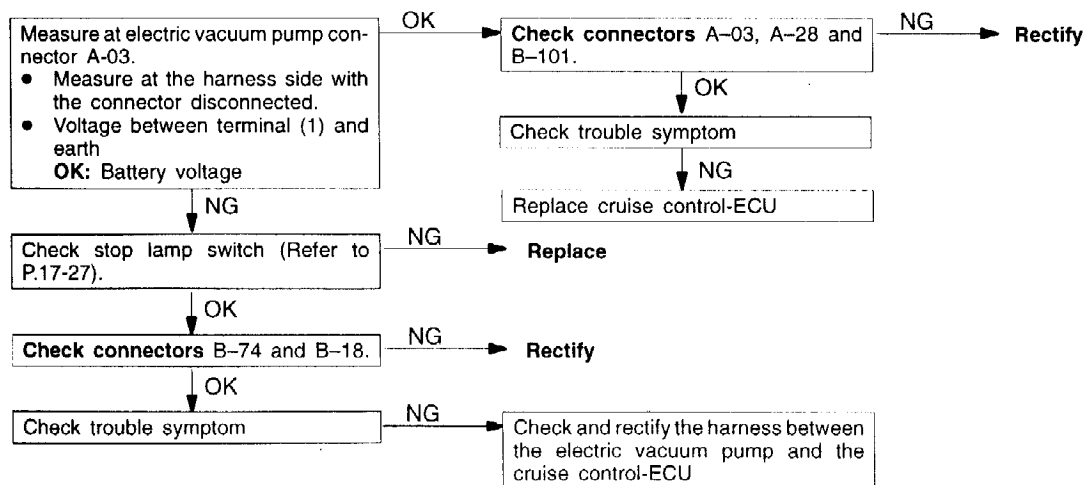 Measure at electric vacuum pump con-
nector A-03.
● Measure at the harness side with
the connector disconnected.
● Voltage between terminal (1) and
earth
OK: Battery voltage
OK
Check connectors A–03, A–28 and
B–101.
NG
Rectify
OK
Check trouble symptom
NG
Replace cruise control-ECU
NG
Check stop lamp switch (Refer to
P.17-27).
NG
Replace
OK
Check connectors B–74 and B–18.
NG
Rectify
OK
Check trouble symptom
NG
Check and rectify the harness between
the electric vacuum pump and the
cruise control-ECU